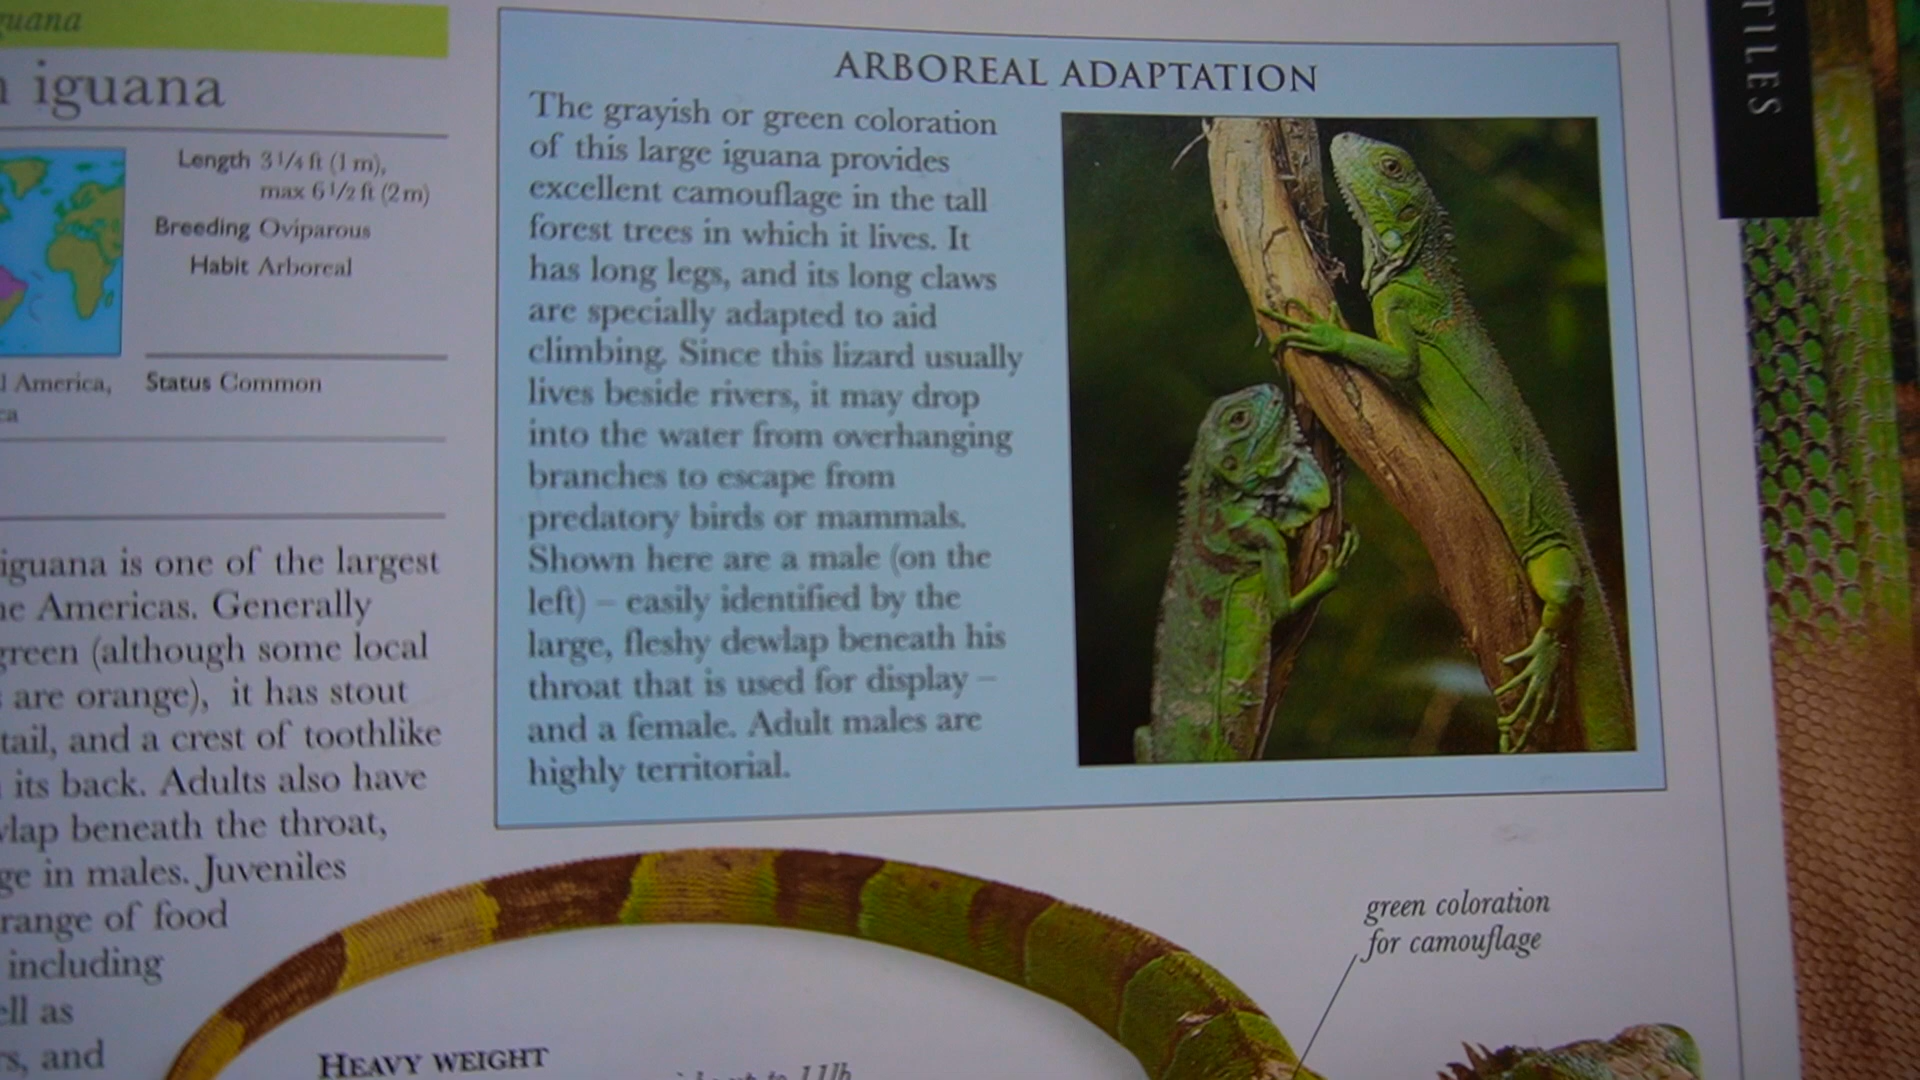 iguana
Length 3 1/4 ft (1 m),
max 6 1/2 ft (2 m)
Breeding Oviparous
Habit Arboreal
America,
Status Common
iguana is one of the largest
Americas. Generally
green (although some local
are orange), it has stout
tail, and a crest of toothlike
its back. Adults also have
beneath the throat,
in males. Juveniles
range of food
including
as
and
ARBOREAL ADAPTATION
The grayish or green coloration
of this large iguana provides
excellent camouflage in the tall
forest trees in which it lives. It
has long legs, and its long claws
are specially adapted to aid
climbing. Since this lizard usually
lives beside rivers, it may drop
into the water from overhanging
branches to escape from
predatory birds or mammals.
Shown here are a male (on the
left) – easily identified by the
large, fleshy dewlap beneath his
throat that is used for display –
and a female. Adult males are
highly territorial.
green coloration
for camouflage
HEAVY WEIGHT
to 11lb
TILES